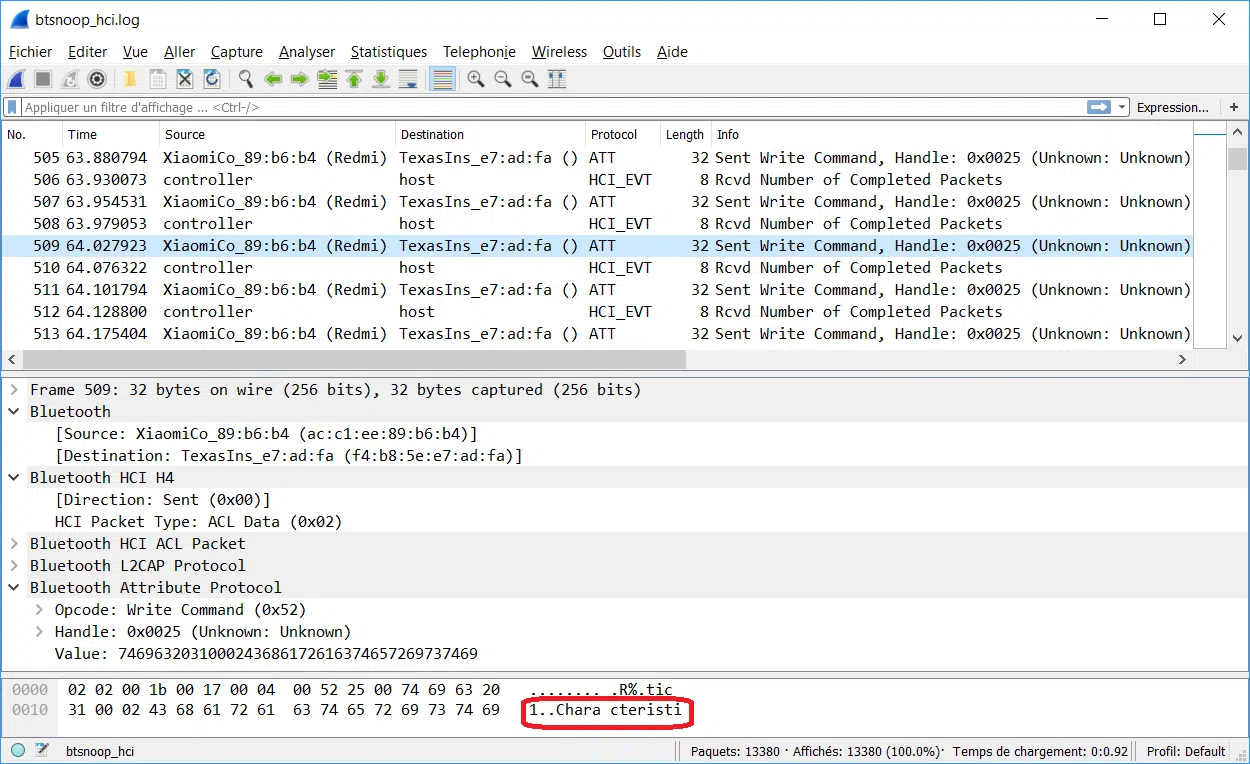 btsnoop_hci.log
Fichier Editer Vue Aller Capture Analyser Statistiques Telephonie Wireless Outils Aide
Appliquer un filtre d'affichage ... <Ctrl-/> Expression... +
No. Time Source Destination Protocol Length Info
505 63.880794 XiaomiCo_89:b6:b4 (Redmi) TexasIns_e7:ad:fa () ATT 32 Sent Write Command, Handle: 0x0025 (Unknown: Unknown)
506 63.930073 controller host HCI_EVT 8 Rcvd Number of Completed Packets
507 63.954531 XiaomiCo_89:b6:b4 (Redmi) TexasIns_e7:ad:fa () ATT 32 Sent Write Command, Handle: 0x0025 (Unknown: Unknown)
508 63.979053 controller host HCI_EVT 8 Rcvd Number of Completed Packets
509 64.027923 XiaomiCo_89:b6:b4 (Redmi) TexasIns_e7:ad:fa () ATT 32 Sent Write Command, Handle: 0x0025 (Unknown: Unknown)
510 64.076322 controller host HCI_EVT 8 Rcvd Number of Completed Packets
511 64.101794 XiaomiCo_89:b6:b4 (Redmi) TexasIns_e7:ad:fa () ATT 32 Sent Write Command, Handle: 0x0025 (Unknown: Unknown)
512 64.128800 controller host HCI_EVT 8 Rcvd Number of Completed Packets
513 64.175404 XiaomiCo_89:b6:b4 (Redmi) TexasIns_e7:ad:fa () ATT 32 Sent Write Command, Handle: 0x0025 (Unknown: Unknown)
Frame 509: 32 bytes on wire (256 bits), 32 bytes captured (256 bits)
Bluetooth
[Source: XiaomiCo_89:b6:b4 (ac:c1:ee:89:b6:b4)]
[Destination: TexasIns_e7:ad:fa (f4:b8:5e:e7:ad:fa)]
Bluetooth HCI H4
[Direction: Sent (0x00)]
HCI Packet Type: ACL Data (0x02)
Bluetooth HCI ACL Packet
Bluetooth L2CAP Protocol
Bluetooth Attribute Protocol
Opcode: Write Command (0x52)
Handle: 0x0025 (Unknown: Unknown)
Value: 7469632031000243686172616374657269737469
0000 02 02 00 1b 00 17 00 04 00 52 25 00 74 69 63 20 ........ .R%.tic
0010 31 00 02 43 68 61 72 61 63 74 65 72 69 73 74 69 1..Chara cteristi
btsnoop_hci Paquets: 13380 · Affichés: 13380 (100.0%)· Temps de chargement: 0:0.92 Profil: Default